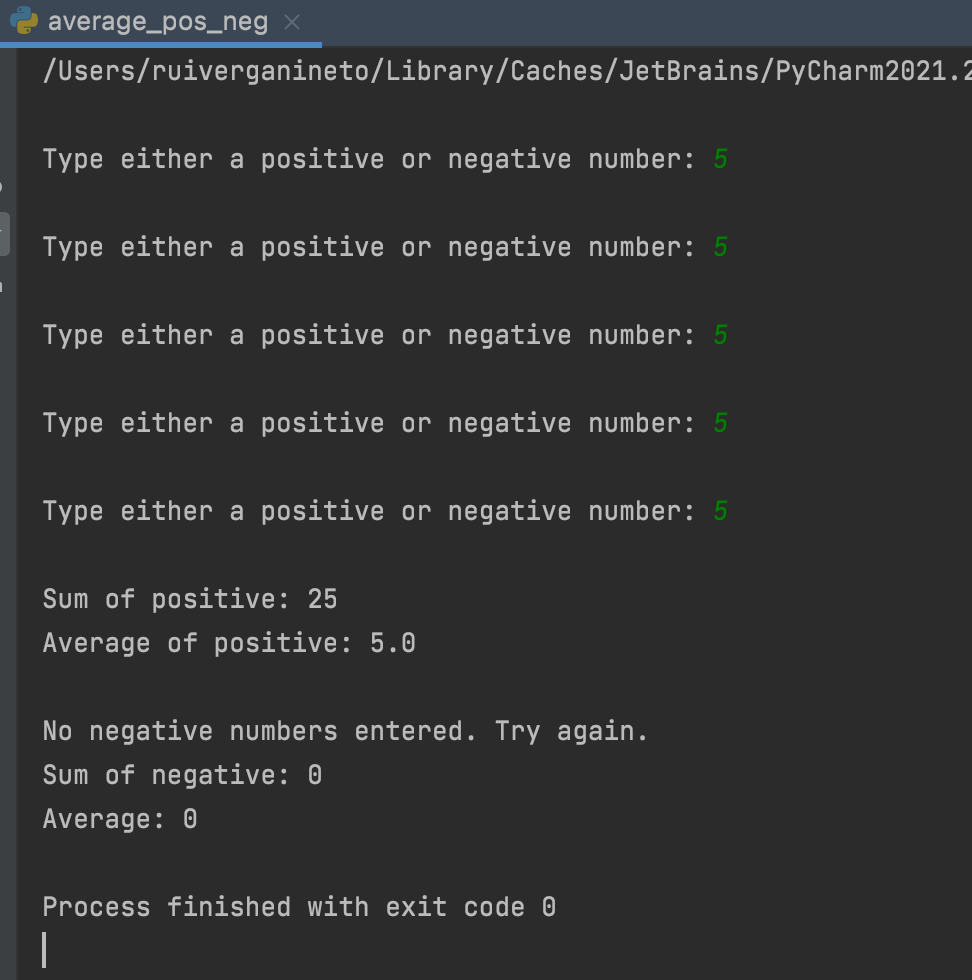 average_pos_neg
/Users/ruiverganineto/Library/Caches/JetBrains/PyCharm2021.2
Type either a positive or negative number: 5
Type either a positive or negative number: 5
Type either a positive or negative number: 5
Type either a positive or negative number: 5
Type either a positive or negative number: 5
Sum of positive: 25
Average of positive: 5.0
No negative numbers entered. Try again.
Sum of negative: 0
Average: 0
Process finished with exit code 0